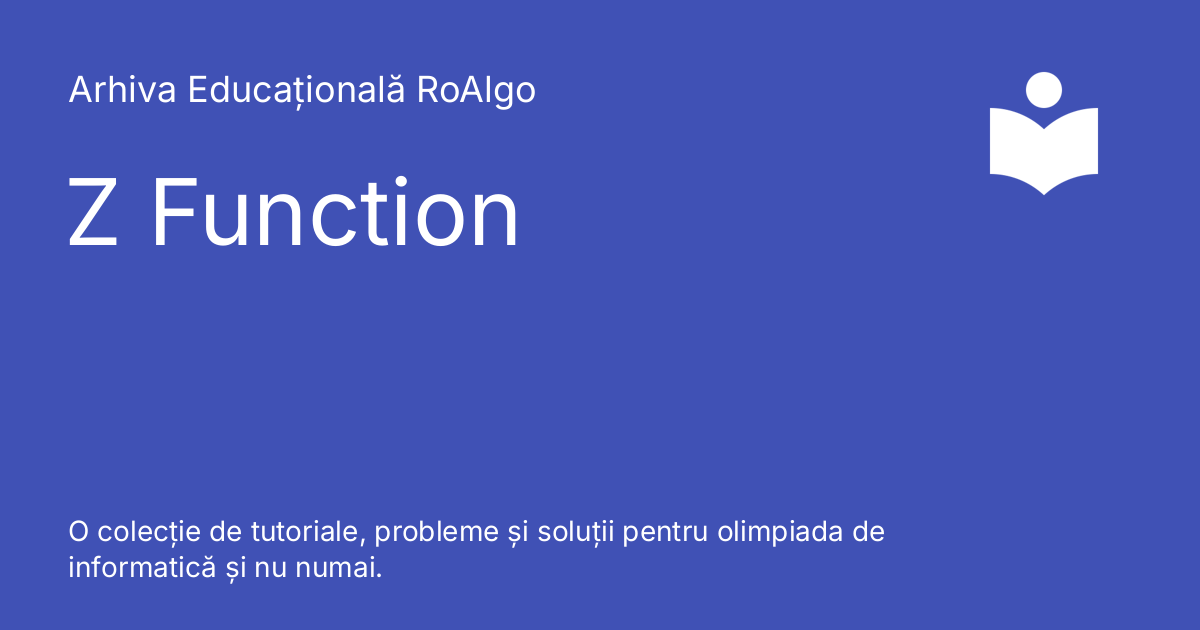 Arhiva Educațională RoAlgo
Z Function
O colecție de tutoriale, probleme și soluții pentru olimpiada de
informatică și nu numai.